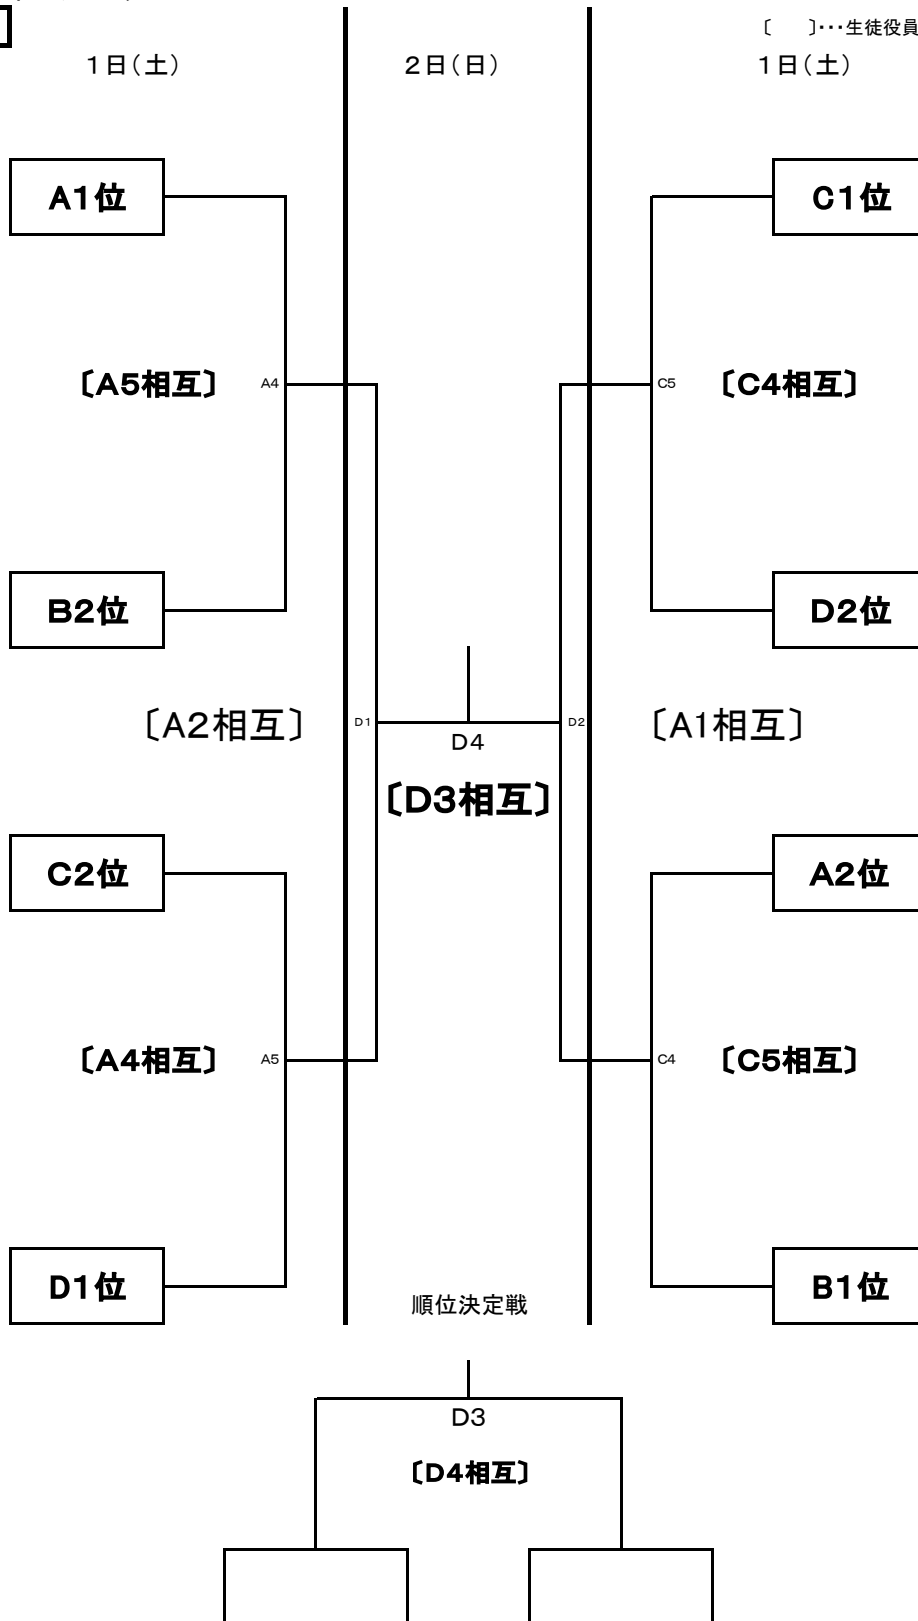 〔　　〕・・・生徒役員
１日（土）
２日（日）
１日（土）
A１位
C１位
〔A５相互〕
A4
C5
〔C４相互〕
B２位
D２位
〔A２相互〕
D1
D2
〔A１相互〕
D４
〔D３相互〕
C２位
A２位
〔A４相互〕
A5
C4
〔C５相互〕
D１位
B１位
順位決定戦
D３
〔D４相互〕